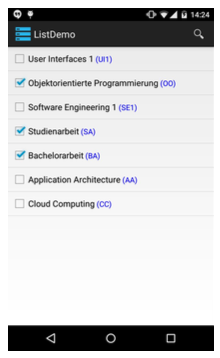 14:24
ListDemo
User Interfaces 1 (UI1)
Objektorientierte Programmierung (OO)
Software Engineering 1 (SE1)
Studienarbeit (SA)
Bachelorarbeit (BA)
Application Architecture (AA)
Cloud Computing (CC)